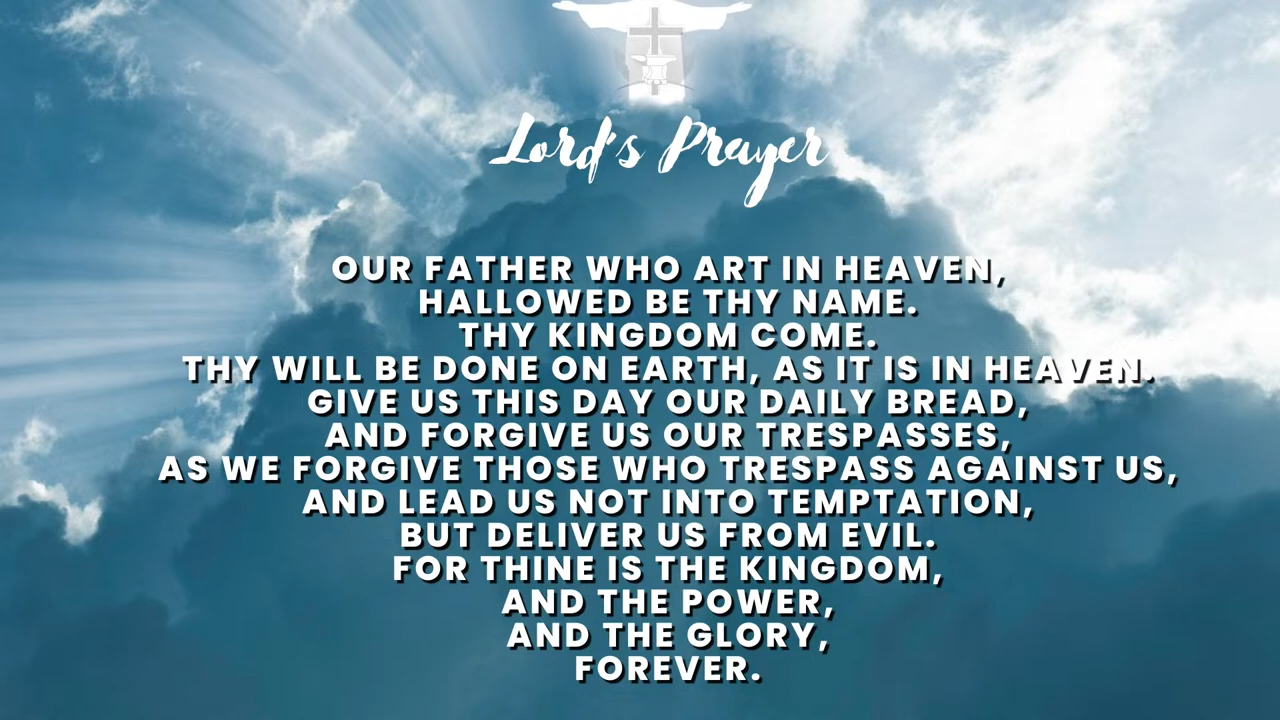 Lord's Prayer
OUR FATHER WHO ART IN HEAVEN,
HALLOWED BE THY NAME.
THY KINGDOM COME.
THY WILL BE DONE ON EARTH, AS IT IS IN HEAVEN.
GIVE US THIS DAY OUR DAILY BREAD,
AND FORGIVE US OUR TRESPASSES,
AS WE FORGIVE THOSE WHO TRESPASS AGAINST US,
AND LEAD US NOT INTO TEMPTATION,
BUT DELIVER US FROM EVIL.
FOR THINE IS THE KINGDOM,
AND THE POWER,
AND THE GLORY,
FOREVER.